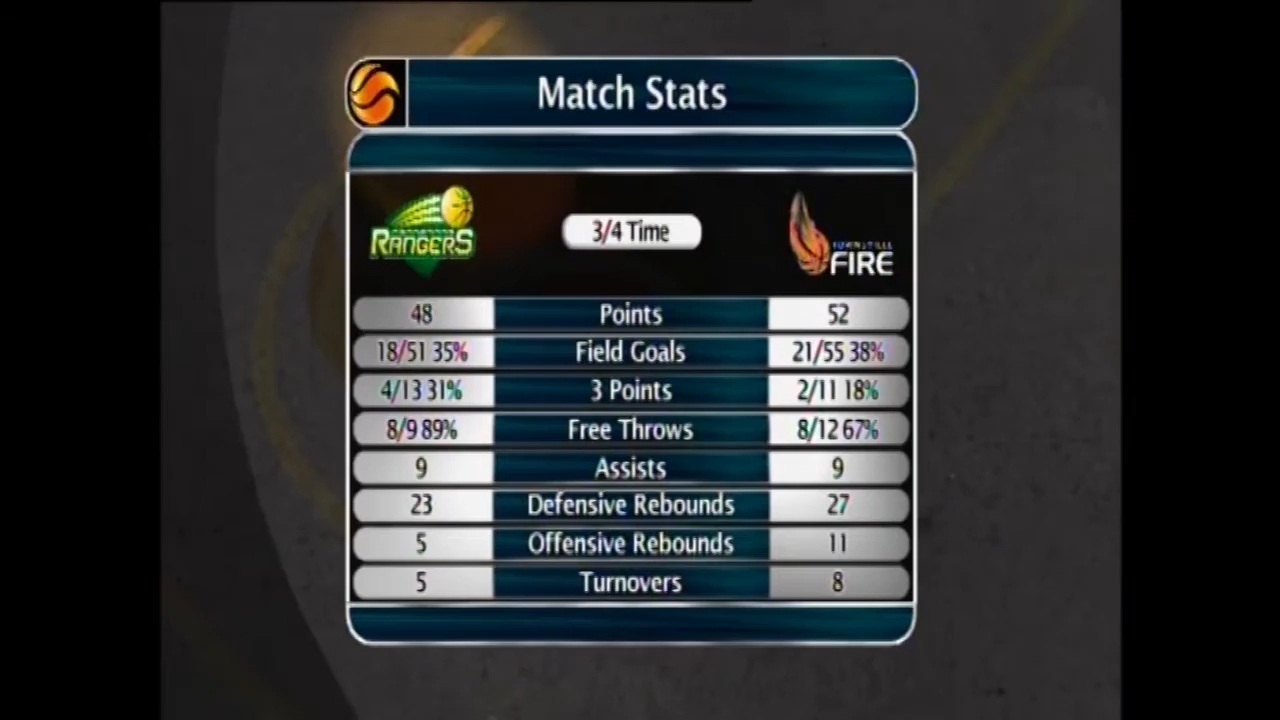 Match Stats
RANGERS
3/4 Time
TOWNSVILLE
FIRE
48 Points 52
18/51 35% Field Goals 21/55 38%
4/13 31% 3 Points 2/11 18%
8/9 89% Free Throws 8/12 67%
9 Assists 9
23 Defensive Rebounds 27
5 Offensive Rebounds 11
5 Turnovers 8